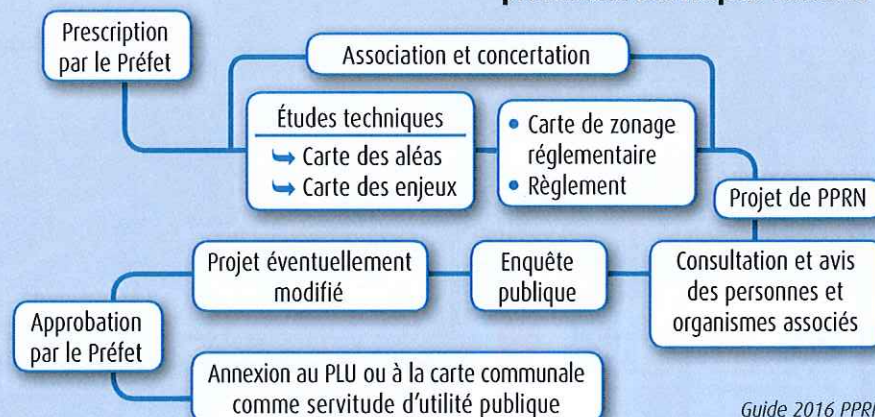 Prescription
par le Préfet
Association et concertation
Études techniques
Carte des aléas
Carte des enjeux
• Carte de zonage
réglementaire
• Règlement
Projet de PPRN
Consultation et avis
des personnes et
organismes associés
Enquête
publique
Projet éventuellement
modifié
Approbation
par le Préfet
Annexion au PLU ou à la carte communale
comme servitude d'utilité publique
Guide 2016 PPRN